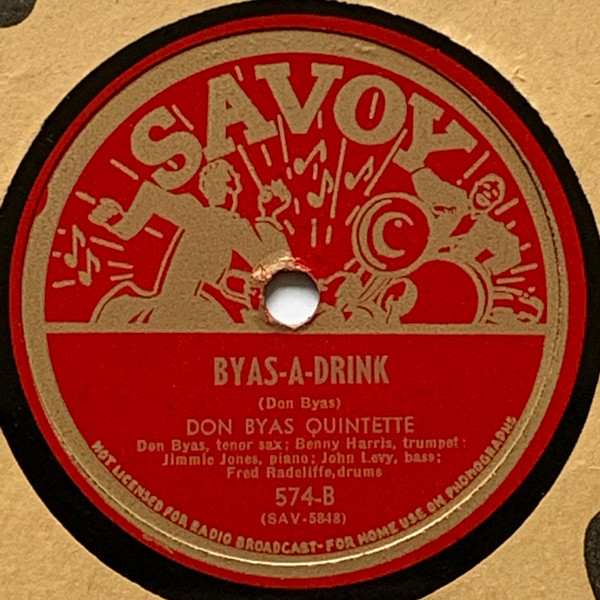 SAVOY
BYAS-A-DRINK
(Don Byas)
DON BYAS QUINTETTE
Don Byas, tenor sax; Benny Harris, trumpet;
Jimmie Jones, piano; John Levy, bass;
Fred Radcliffe, drums
574-B
(SAV-5848)
NOT LICENSED FOR RADIO BROADCAST-FOR HOME USE ON PHONOGRAPHS